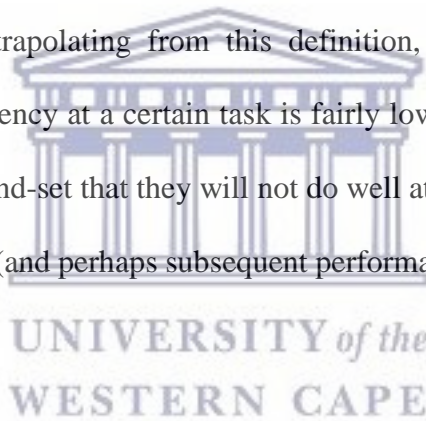 trapolating from this definition,
ency at a certain task is fairly low
nd-set that they will not do well at
(and perhaps subsequent performa
UNIVERSITY of the
WESTERN CAPE